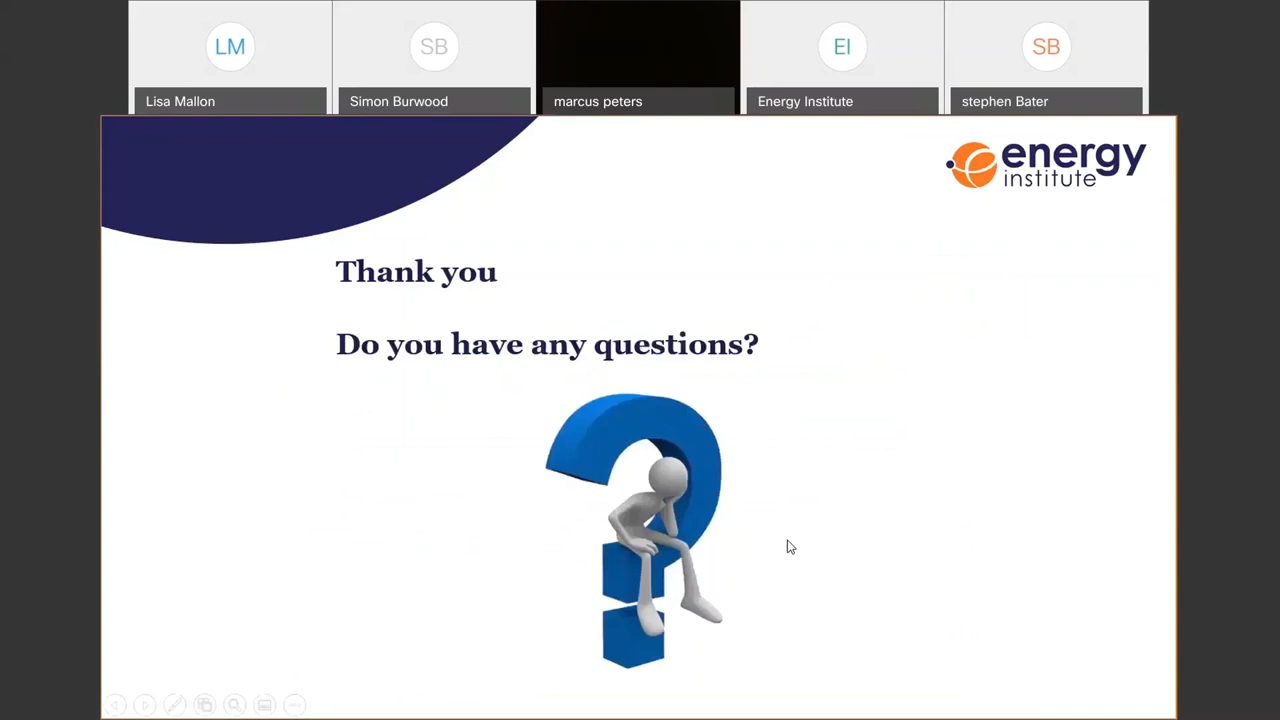 LM
SB
EI
SB
Lisa Mallon
Simon Burwood
marcus peters
Energy Institute
stephen Bater
energy
institute
Thank you
Do you have any questions?